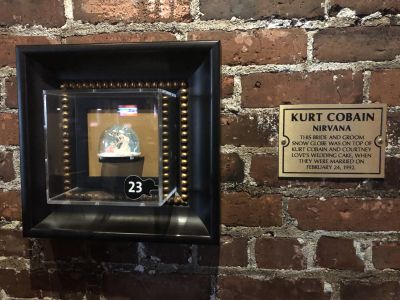 KURT COBAIN
NIRVANA
THIS BRIDE AND GROOM
SNOW GLOBE WAS ON TOP OF
KURT COBAIN AND COURTNEY
LOVE'S WEDDING CAKE, WHEN
THEY WERE MARRIED ON
FEBRUARY 24, 1992.
23